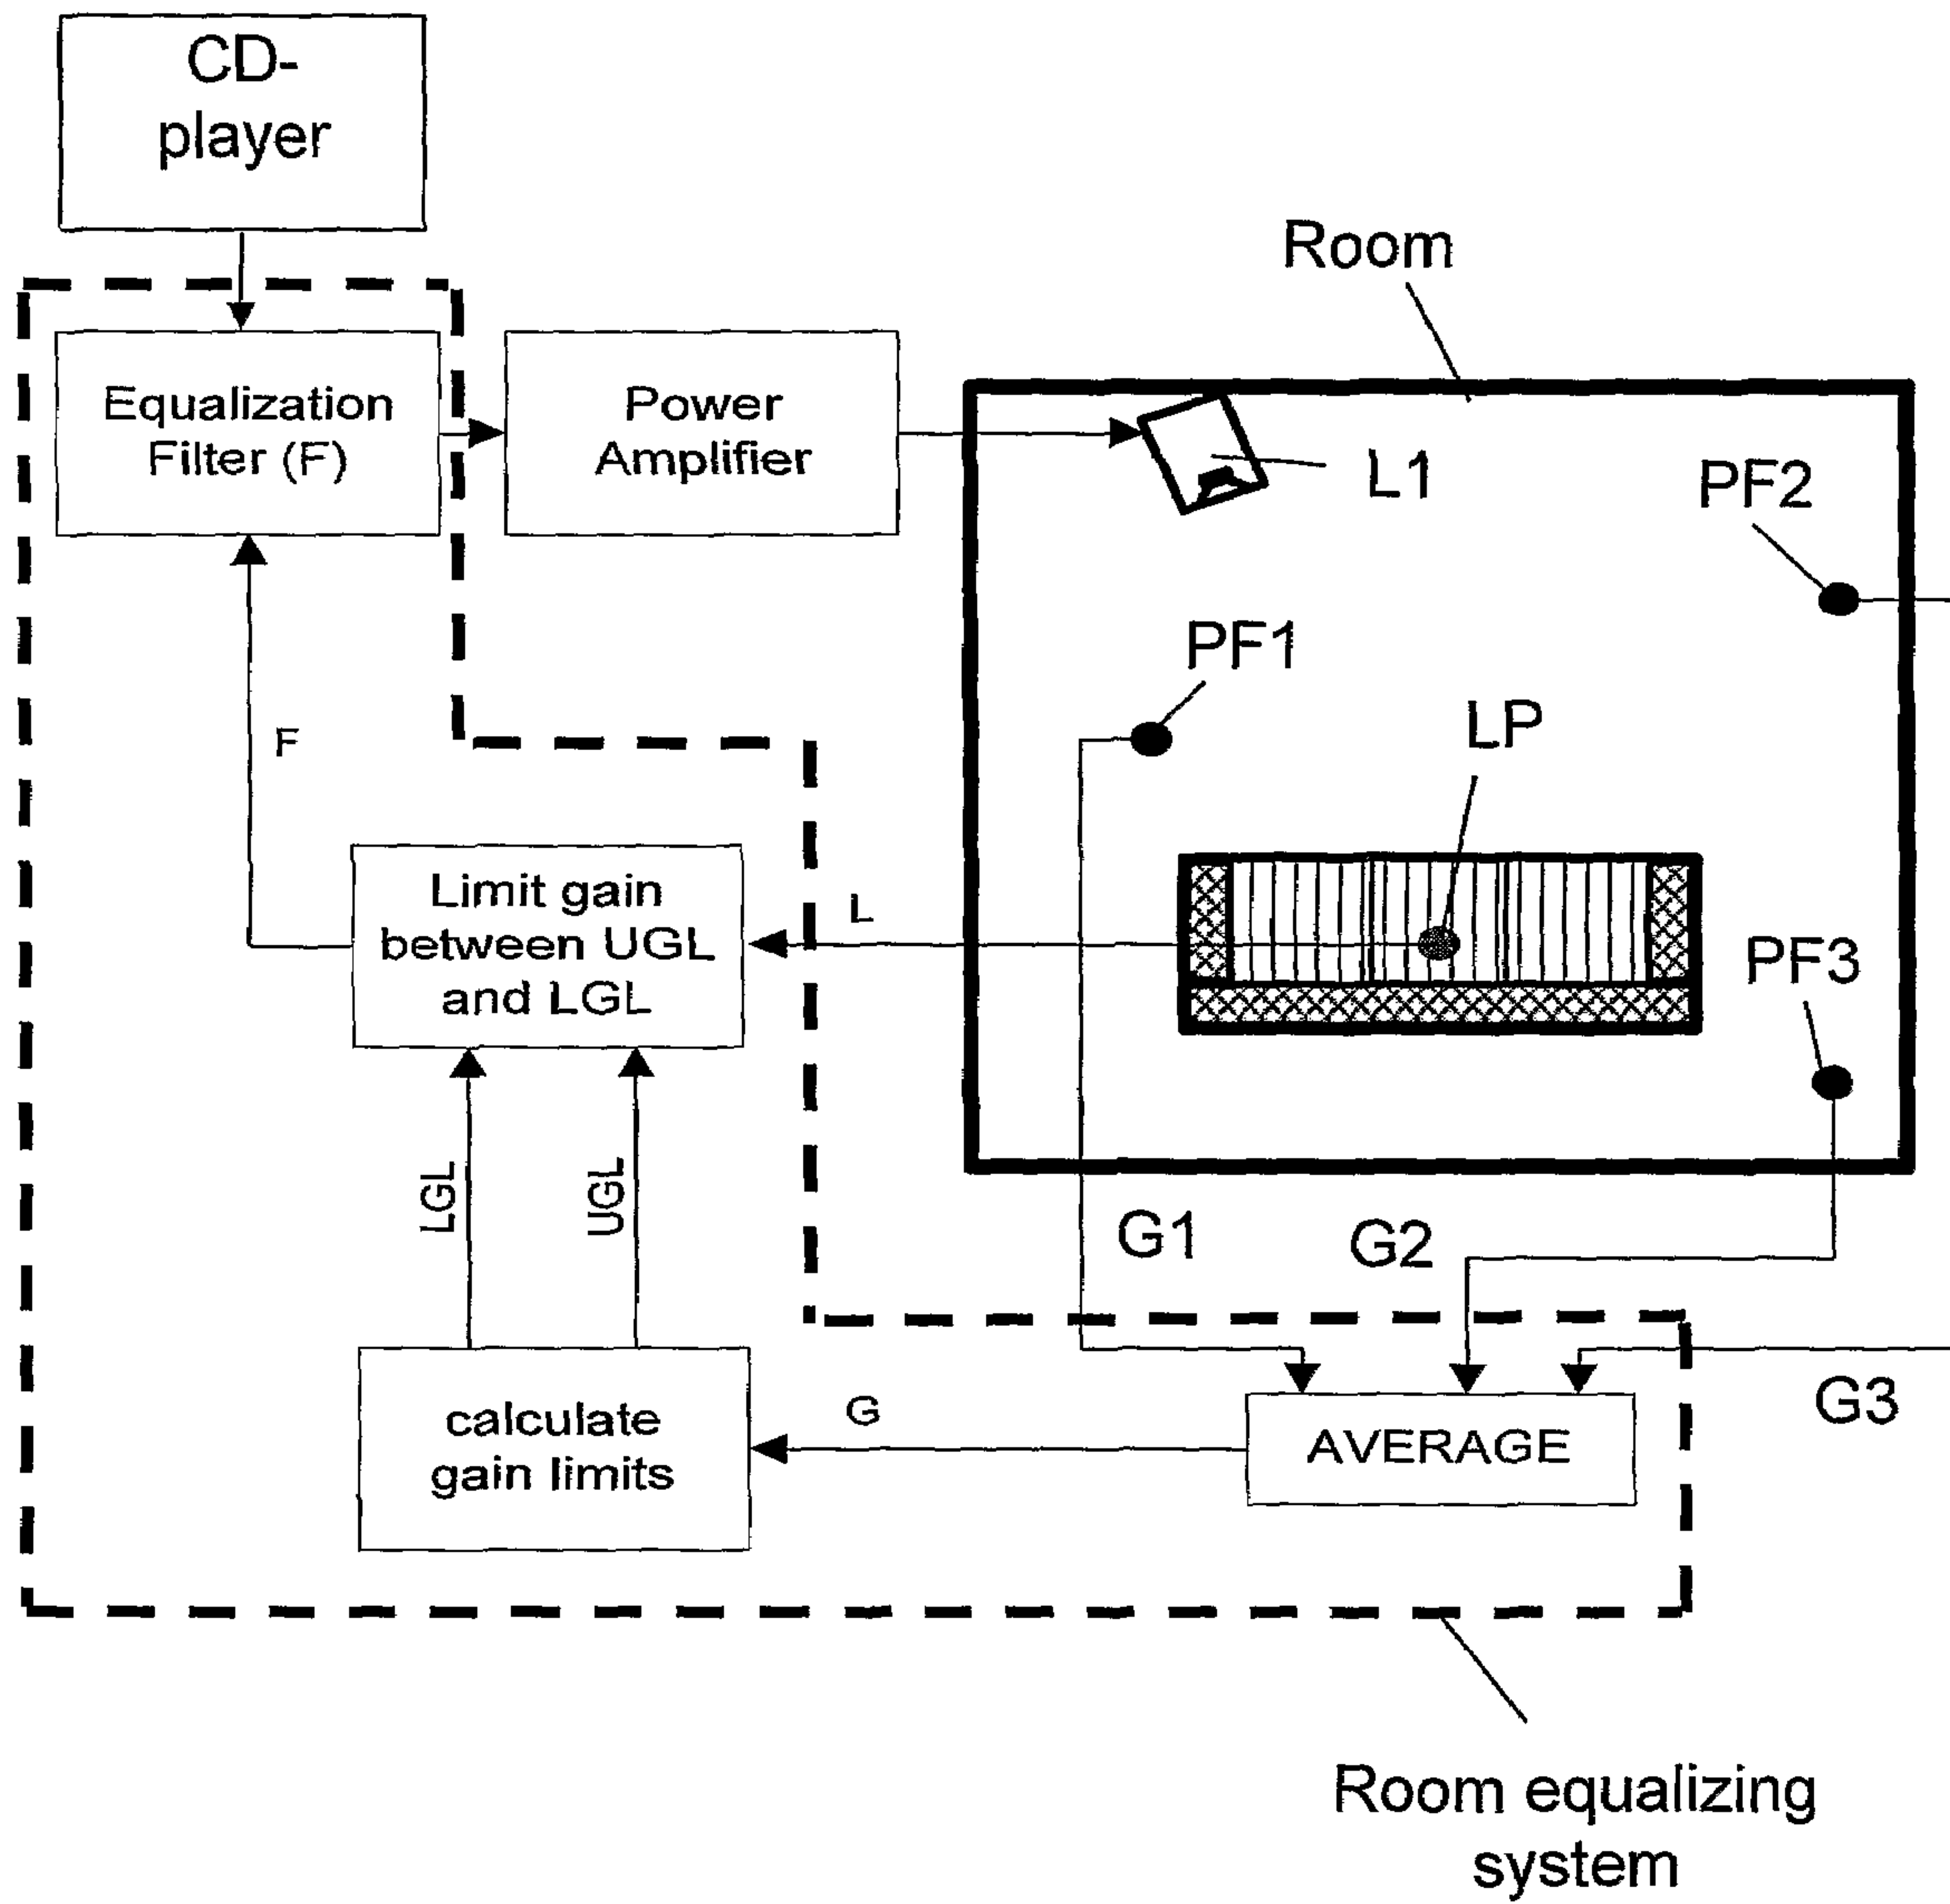 CD-
player
Room
Equalization
Filter (F)
Power
Amplifier
L1
PF2
PF1
LP
F
Limit gain
between UGL
and LGL
L
PF3
LGL
UGL
G1
G2
calculate
gain limits
G
AVERAGE
G3
Room equalizing
system